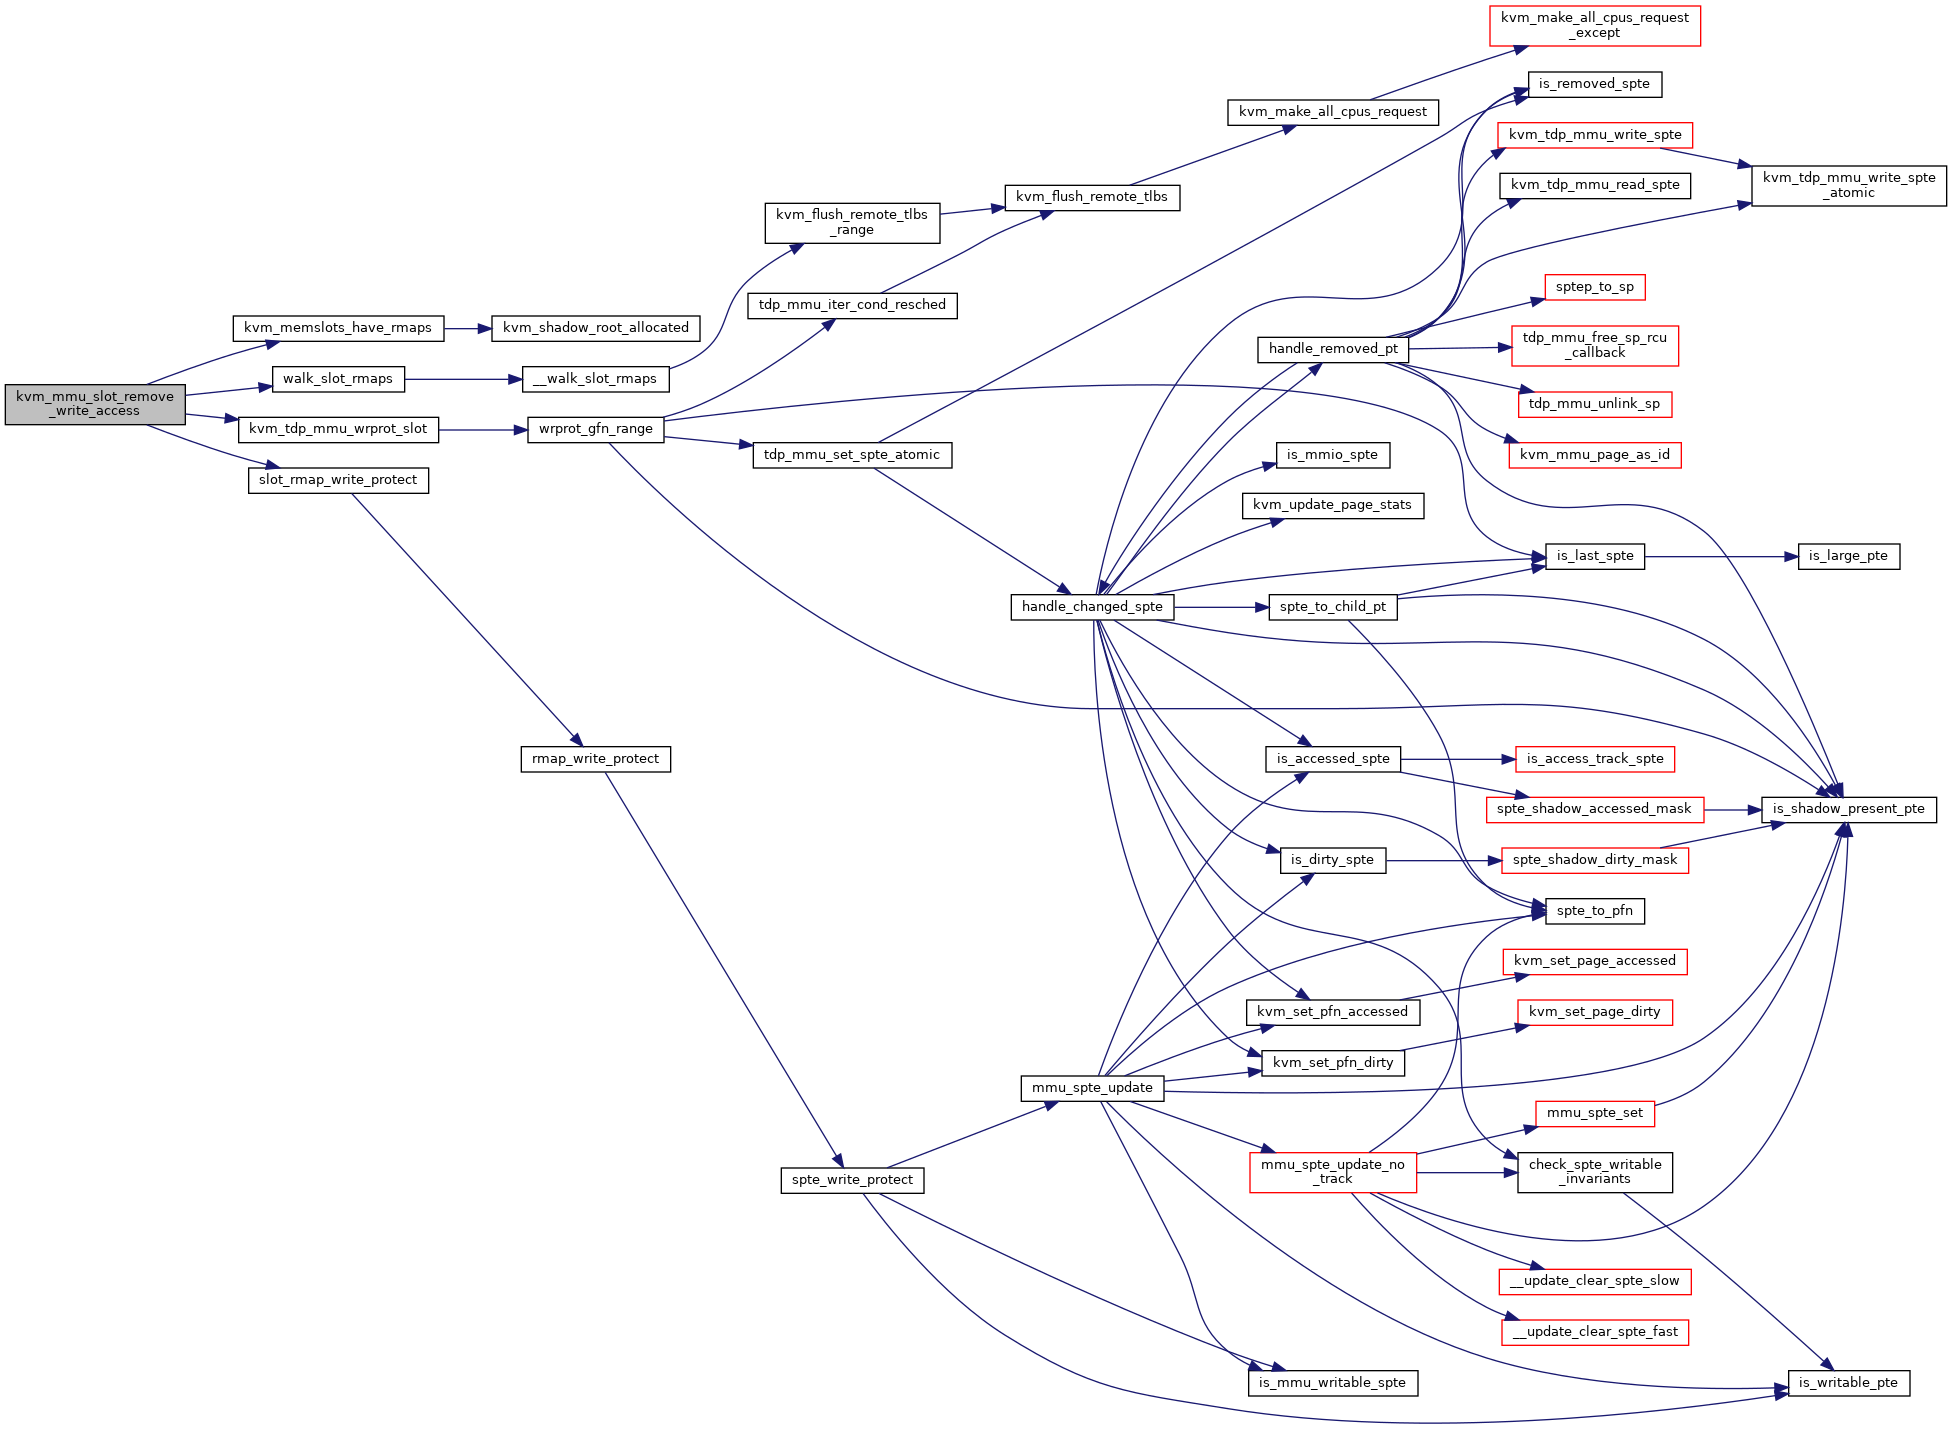 kvm_make_all_cpus_request
_except
is_removed_spte
kvm_make_all_cpus_request
kvm_tdp_mmu_write_spte
kvm_tdp_mmu_read_spte
kvm_tdp_mmu_write_spte
_atomic
kvm_flush_remote_tlbs
kvm_flush_remote_tlbs
_range
sptep_to_sp
tdp_mmu_iter_cond_resched
kvm_memslots_have_rmaps
kvm_shadow_root_allocated
handle_removed_pt
tdp_mmu_free_sp_rcu
_callback
walk_slot_rmaps
__walk_slot_rmaps
kvm_mmu_slot_remove
_write_access
tdp_mmu_unlink_sp
kvm_tdp_mmu_wrprot_slot
wrprot_gfn_range
tdp_mmu_set_spte_atomic
is_mmio_spte
kvm_mmu_page_as_id
slot_rmap_write_protect
kvm_update_page_stats
is_last_spte
is_large_pte
handle_changed_spte
spte_to_child_pt
rmap_write_protect
is_accessed_spte
is_access_track_spte
spte_shadow_accessed_mask
is_shadow_present_pte
is_dirty_spte
spte_shadow_dirty_mask
spte_to_pfn
kvm_set_page_accessed
kvm_set_pfn_accessed
kvm_set_page_dirty
kvm_set_pfn_dirty
mmu_spte_update
mmu_spte_set
spte_write_protect
mmu_spte_update_no
_track
check_spte_writable
_invariants
__update_clear_spte_slow
__update_clear_spte_fast
is_mmu_writable_spte
is_writable_pte